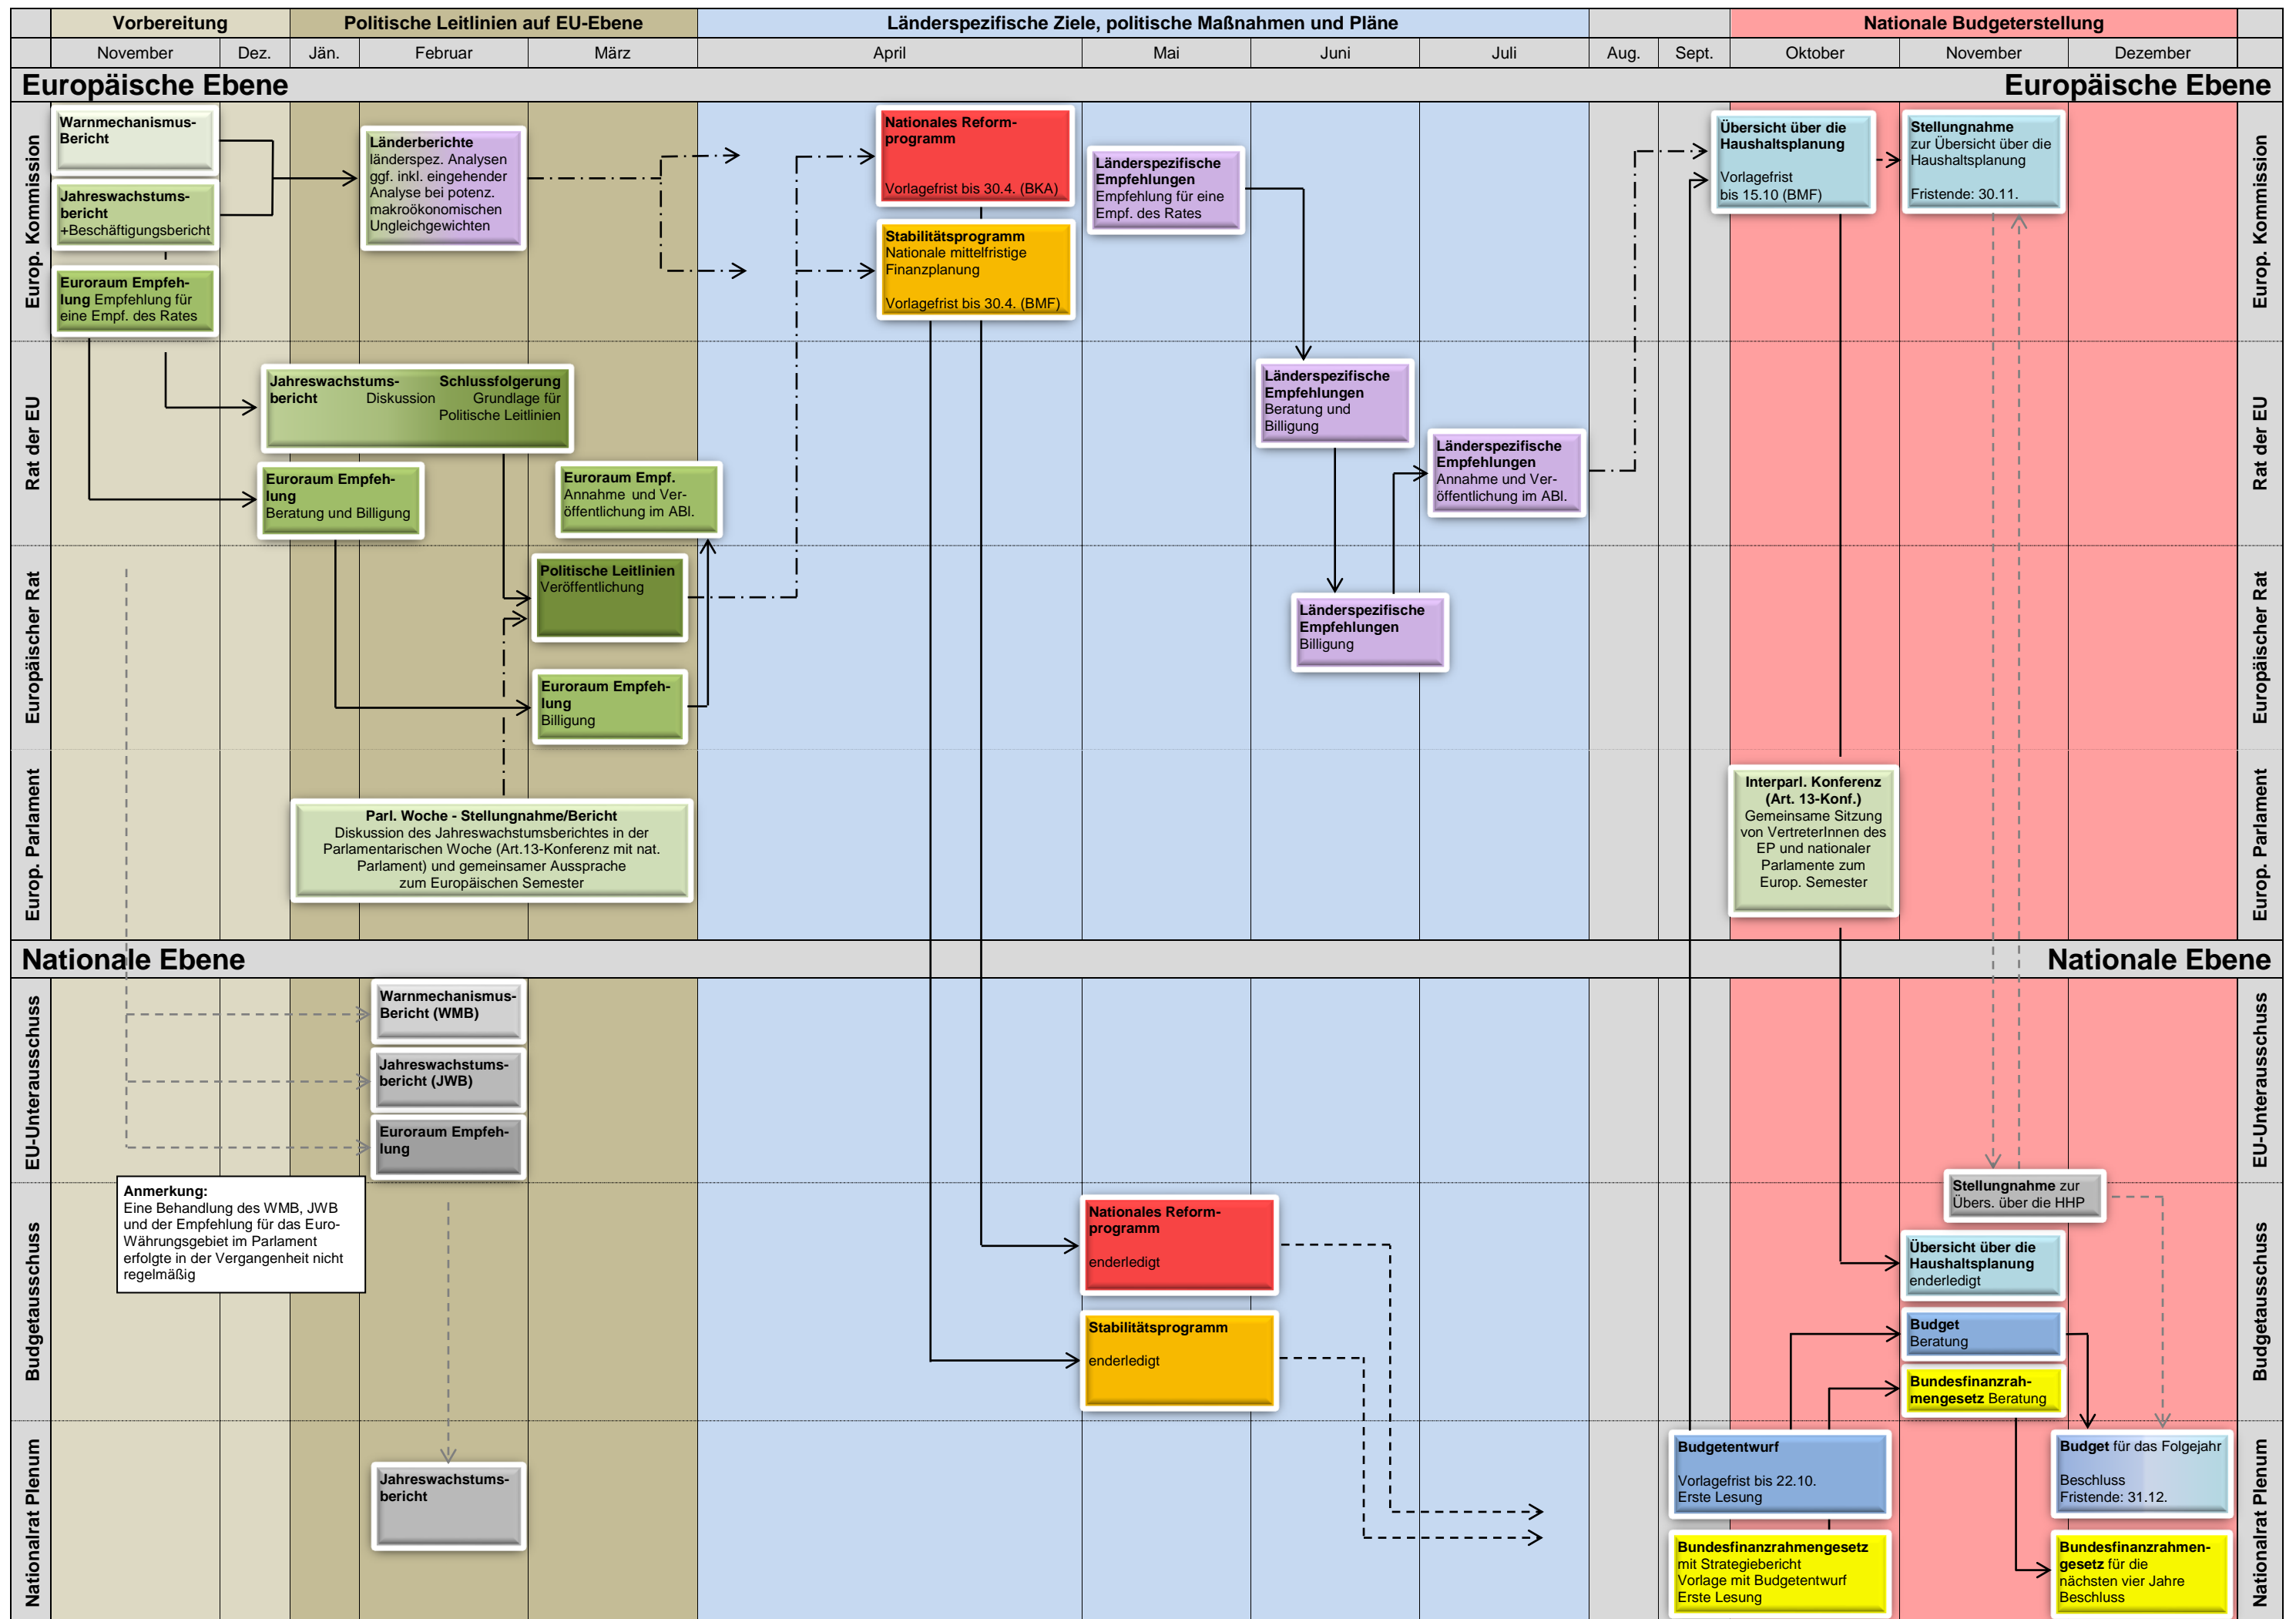 Vorbereitung
Politische Leitlinien auf EU-Ebene
Länderspezifische Ziele, politische Maßnahmen und Pläne
Nationale Budgeterstellung
November
Dez.
Jän.
Februar
März
April
Mai
Juni
Juli
Aug.
Sept.
Oktober
November
Dezember
Europäische Ebene
Europäische Ebene
Europ. Kommission
Warnmechanismus-
Bericht
Jahreswachstums-
bericht
+Beschäftigungsbericht
Euroraum Empfeh-
lung Empfehlung für
eine Empf. des Rates
Länderberichte
länderspez. Analysen
ggf. inkl. eingehender
Analyse bei potenz.
makroökonomischen
Ungleichgewichten
Nationales Reform-
programm
Vorlagefrist bis 30.4. (BKA)
Stabilitätsprogramm
Nationale mittelfristige
Finanzplanung
Vorlagefrist bis 30.4. (BMF)
Länderspezifische
Empfehlungen
Empfehlung für eine
Empf. des Rates
Übersicht über die
Haushaltsplanung
Vorlagefrist
bis 15.10 (BMF)
Stellungnahme
zur Übersicht über die
Haushaltsplanung
Fristende: 30.11.
Europ. Kommission
Rat der EU
Jahreswachstums-
bericht
Diskussion
Schlussfolgerung
Grundlage für
Politische Leitlinien
Euroraum Empfeh-
lung
Beratung und Billigung
Euroraum Empf.
Annahme und Ver-
öffentlichung im ABl.
Länderspezifische
Empfehlungen
Beratung und
Billigung
Länderspezifische
Empfehlungen
Annahme und Ver-
öffentlichung im ABl.
Rat der EU
Europäischer Rat
Politische Leitlinien
Veröffentlichung
Euroraum Empfeh-
lung
Billigung
Länderspezifische
Empfehlungen
Billigung
Europäischer Rat
Europ. Parlament
Parl. Woche - Stellungnahme/Bericht
Diskussion des Jahreswachstumsberichtes in der
Parlamentarischen Woche (Art.13-Konferenz mit nat.
Parlament) und gemeinsamer Aussprache
zum Europäischen Semester
Interparl. Konferenz
(Art. 13-Konf.)
Gemeinsame Sitzung
von VertreterInnen des
EP und nationaler
Parlamente zum
Europ. Semester
Europ. Parlament
Nationale Ebene
Nationale Ebene
EU-Unterausschuss
Warnmechanismus-
Bericht (WMB)
Jahreswachstums-
bericht (JWB)
Euroraum Empfeh-
lung
EU-Unterausschuss
Anmerkung:
Eine Behandlung des WMB, JWB
und der Empfehlung für das Euro-
Währungsgebiet im Parlament
erfolgte in der Vergangenheit nicht
regelmäßig
Stellungnahme zur
Übers. über die HHP
Budgetausschuss
Nationales Reform-
programm
enderledigt
Stabilitätsprogramm
enderledigt
Übersicht über die
Haushaltsplanung
enderledigt
Budget
Beratung
Bundesfinanzrah-
mengesetz Beratung
Budgetausschuss
Nationalrat Plenum
Jahreswachstums-
bericht
Budgetentwurf
Vorlagefrist bis 22.10.
Erste Lesung
Bundesfinanzrahmengesetz
mit Strategiebericht
Vorlage mit Budgetentwurf
Erste Lesung
Budget für das Folgejahr
Beschluss
Fristende: 31.12.
Bundesfinanzrahmen-
gesetz für die
nächsten vier Jahre
Beschluss
Nationalrat Plenum